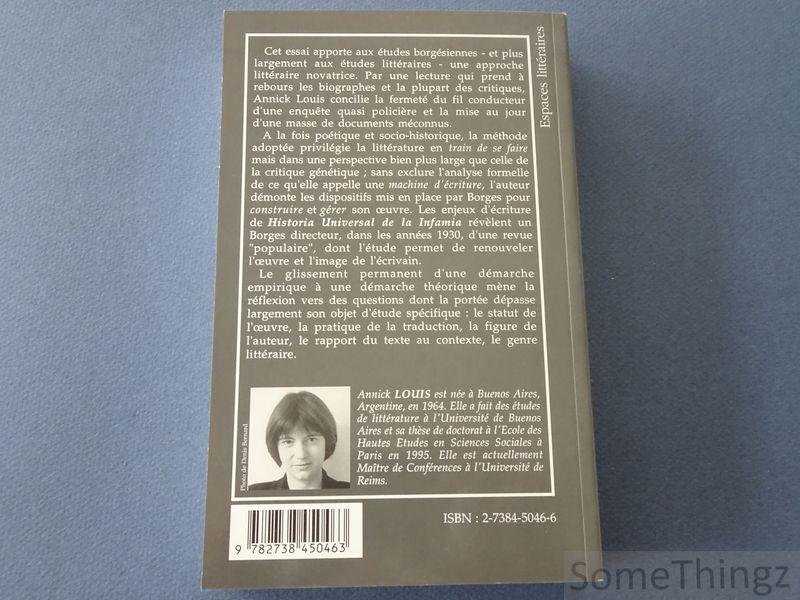 Cet essai apporte aux études borgésiennes - et plus
largement aux études littéraires - une approche
littéraire novatrice. Par une lecture qui prend à
rebours les biographes et la plupart des critiques,
Annick Louis concilie la fermeté du fil conducteur
d'une enquête quasi policière et la mise au jour
d'une masse de documents méconnus.
A la fois poétique et socio-historique, la méthode
adoptée privilégie la littérature en train de se faire
mais dans une perspective bien plus large que celle de
la critique génétique ; sans exclure l'analyse formelle
de ce qu'elle appelle une machine d'écriture, l'auteur
démonte les dispositifs mis en place par Borges pour
construire et gérer son œuvre. Les enjeux d'écriture
de Historia Universal de la Infamia révèlent un
Borges directeur, dans les années 1930, d'une revue
"populaire", dont l'étude permet de renouveler
l'œuvre et l'image de l'écrivain.
Le glissement permanent d'une démarche
empirique à une démarche théorique mène la
réflexion vers des questions dont la portée dépasse
largement son objet d'étude spécifique : le statut de
l'œuvre, la pratique de la traduction, la figure de
l'auteur, le rapport du texte au contexte, le genre
littéraire.
Espaces littéraires
Photo de Denis Bernard
Annick LOUIS est née à Buenos Aires,
Argentine, en 1964. Elle a fait des études
de littérature à l'Université de Buenos
Aires et sa thèse de doctorat à l'Ecole des
Hautes Etudes en Sciences Sociales à
Paris en 1995. Elle est actuellement
Maître de Conférences à l'Université de
Reims.
ISBN : 2-7384-5046-6
9 782738 450463
SomeThingz